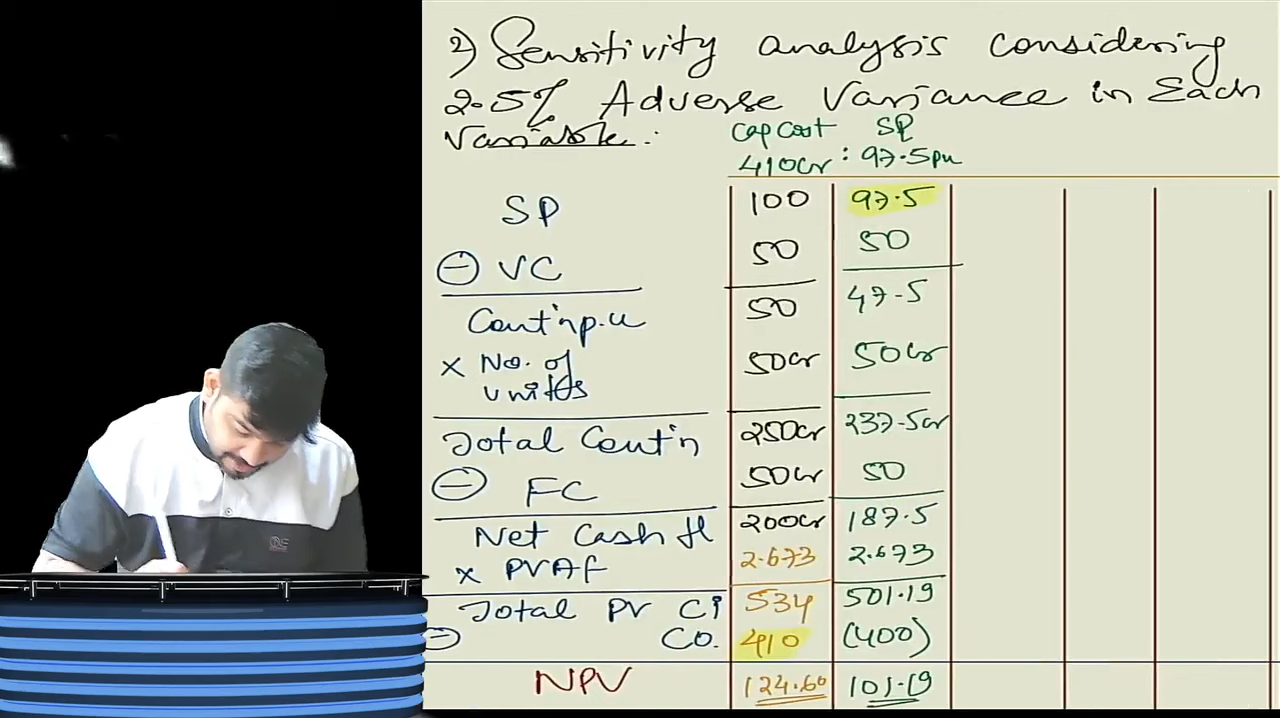 2) Sensitivity analysis considering
2.5% Adverse Variance in Each
Variable:
Cap Cost SP
410cr : 97.5pu
SP 100 97.5
(-) VC 50 50
Cont'n p.u 50 47.5
x No. of units 50cr 50cr
Total Cont'n 250cr 237.5cr
(-) FC 50cr 50
Net Cash fl 200cr 187.5
x PVAF 2.673 2.673
Total PV CI 534 501.19
(-) CO. 410 (400)
NPV 124.60 101.19